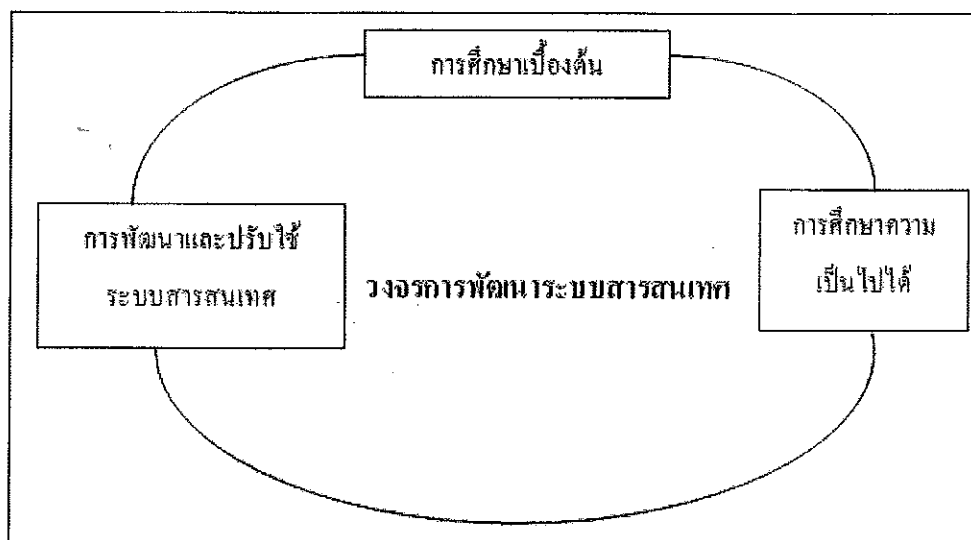 การศึกษาเบื้องต้น
การศึกษาความ
เป็นไปได้
การพัฒนาและปรับใช้
ระบบสารสนเทศ
วงจรการพัฒนาระบบสารสนเทศ